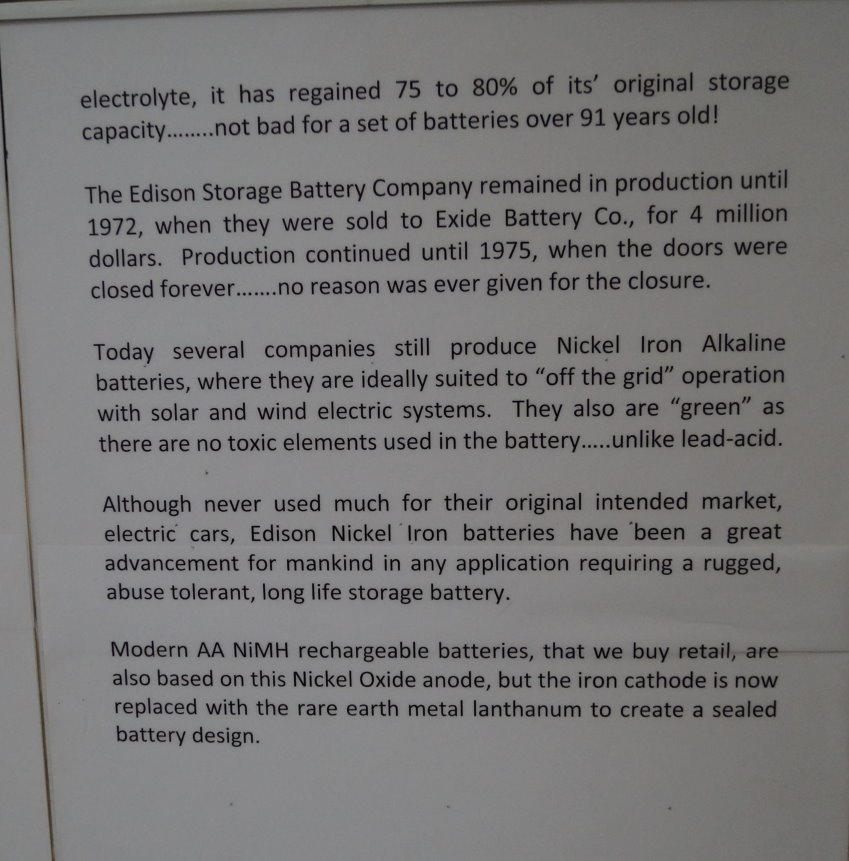 electrolyte, it has regained 75 to 80% of its’ original storage
capacity........not bad for a set of batteries over 91 years old!
The Edison Storage Battery Company remained in production until
1972, when they were sold to Exide Battery Co., for 4 million
dollars.  Production continued until 1975, when the doors were
closed forever.......no reason was ever given for the closure.
Today several companies still produce Nickel Iron Alkaline
batteries, where they are ideally suited to “off the grid” operation
with solar and wind electric systems.  They also are “green” as
there are no toxic elements used in the battery.....unlike lead-acid.
Although never used much for their original intended market,
electric cars, Edison Nickel Iron batteries have been a great
advancement for mankind in any application requiring a rugged,
abuse tolerant, long life storage battery.
Modern AA NiMH rechargeable batteries, that we buy retail, are
also based on this Nickel Oxide anode, but the iron cathode is now
replaced with the rare earth metal lanthanum to create a sealed
battery design.